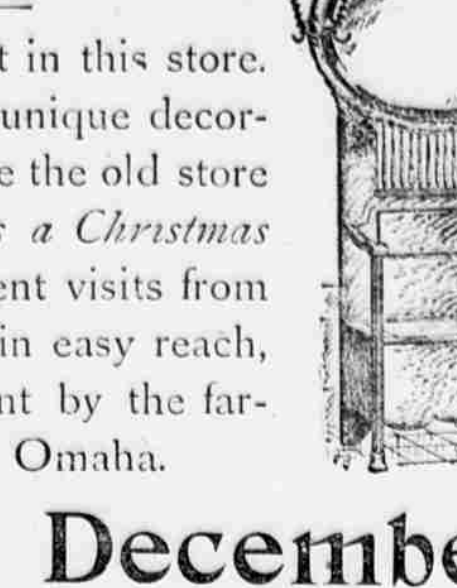 t in this store.
unique decor-
e the old store
s a Christmas
ent visits from
in easy reach,
nt by the far-
Omaha.
Decembe